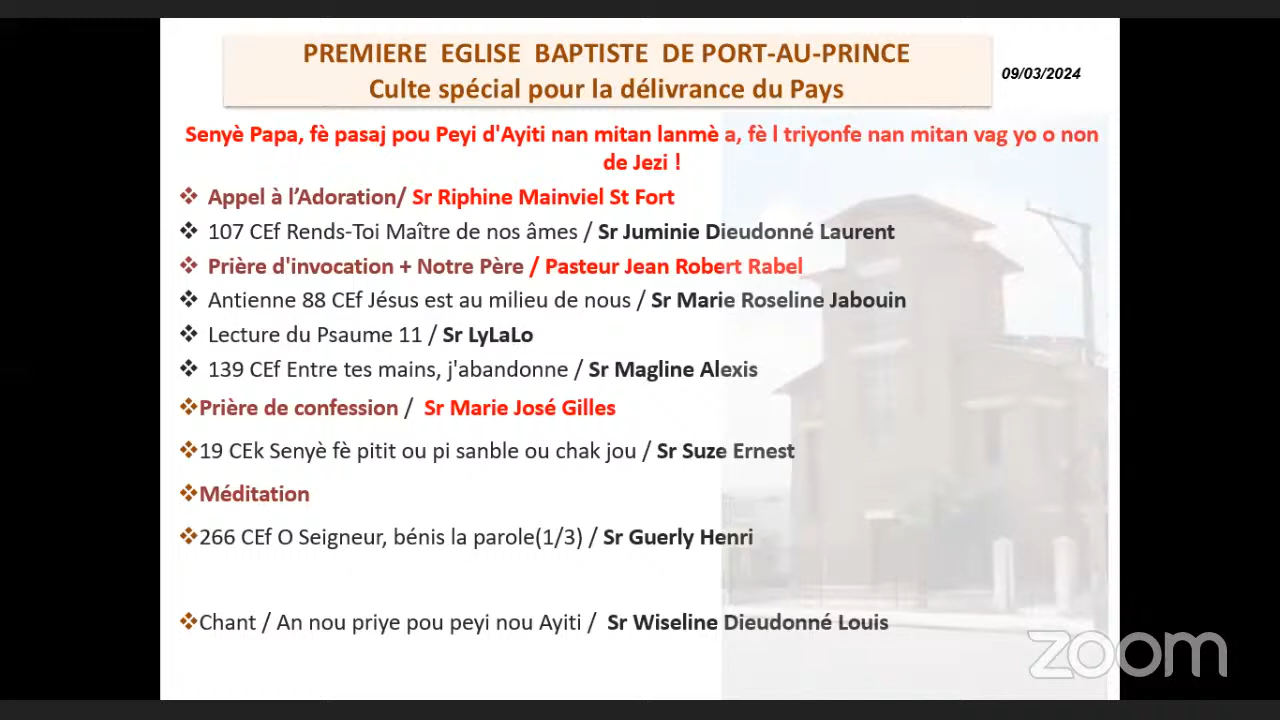 PREMIERE EGLISE BAPTISTE DE PORT-AU-PRINCE
Culte spécial pour la délivrance du Pays
09/03/2024
Senyè Papa, fè pasaj pou Peyi d'Ayiti nan mitan lanmè a, fè l triyonfe nan mitan vag yo o non
de Jezi !
❖ Appel à l’Adoration/ Sr Riphine Mainviel St Fort
❖ 107 CEf Rends-Toi Maître de nos âmes / Sr Juminie Dieudonné Laurent
❖ Prière d'invocation + Notre Père / Pasteur Jean Robert Rabel
❖ Antienne 88 CEf Jésus est au milieu de nous / Sr Marie Roseline Jabouin
❖ Lecture du Psaume 11 / Sr LyLaLo
❖ 139 CEf Entre tes mains, j'abandonne / Sr Magline Alexis
❖Prière de confession / Sr Marie José Gilles
❖19 CEk Senyè fè pitit ou pi sanble ou chak jou / Sr Suze Ernest
❖Méditation
❖266 CEf O Seigneur, bénis la parole(1/3) / Sr Guerly Henri
❖Chant / An nou priye pou peyi nou Ayiti / Sr Wiseline Dieudonné Louis
zoom